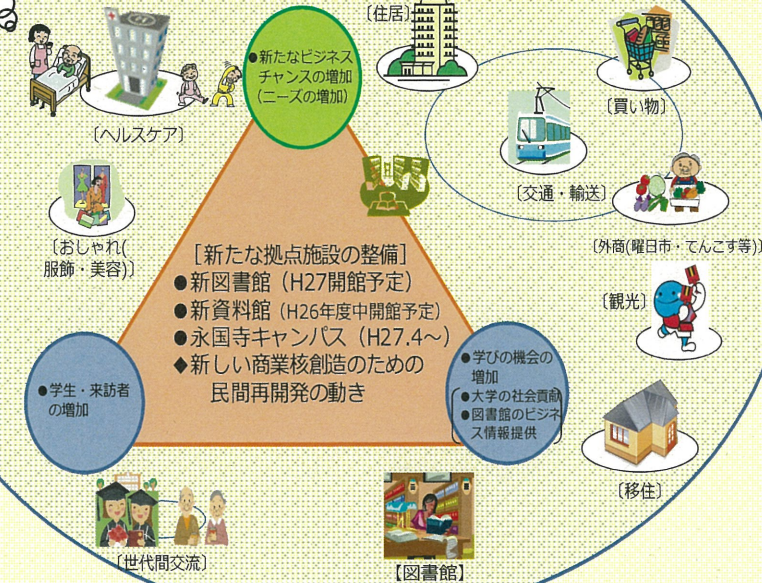 〔住居〕
●新たなビジネス
チャンスの増加
(ニーズの増加)
〔買い物〕
〔ヘルスケア〕
〔交通・輸送〕
〔おしゃれ(
服飾・美容)〕
〔外商(曜日市・てんこす等)〕
[新たな拠点施設の整備]
●新図書館（H27開館予定）
●新資料館（H26年度中開館予定）
●永国寺キャンパス（H27.4～）
◆新しい商業核創造のための
民間再開発の動き
〔観光〕
●学生・来訪者
の増加
●学びの機会の
増加
●大学の社会貢献
●図書館のビジネ
ス情報提供
〔移住〕
〔世代間交流〕
【図書館】